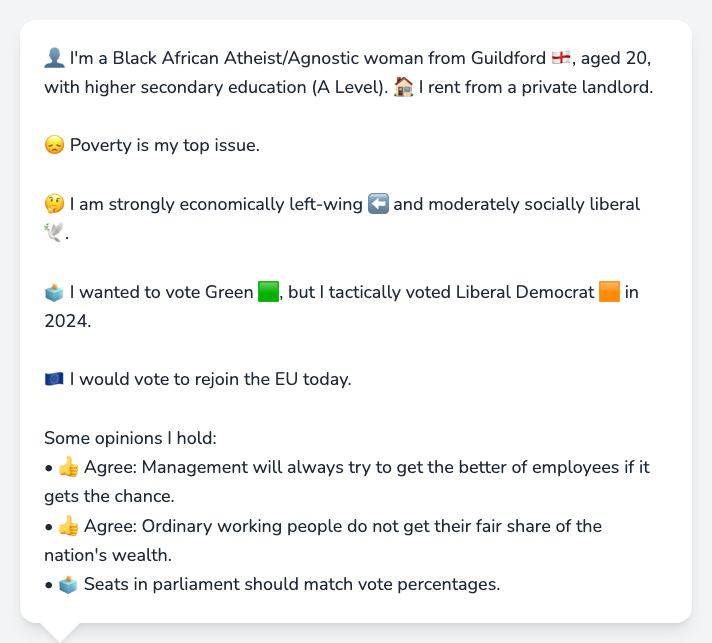 👤 I'm a Black African Atheist/Agnostic woman from Guildford 🏴󠁧󠁢󠁥󠁮󠁧󠁿, aged 20,
with higher secondary education (A Level). 🏠 I rent from a private landlord.
😞 Poverty is my top issue.
🤔 I am strongly economically left-wing ⬅️ and moderately socially liberal
🕊️.
🗳️ I wanted to vote Green 🟩, but I tactically voted Liberal Democrat 🟧 in
2024.
🇪🇺 I would vote to rejoin the EU today.
Some opinions I hold:
• 👍 Agree: Management will always try to get the better of employees if it
gets the chance.
• 👍 Agree: Ordinary working people do not get their fair share of the
nation's wealth.
• 🗳️ Seats in parliament should match vote percentages.